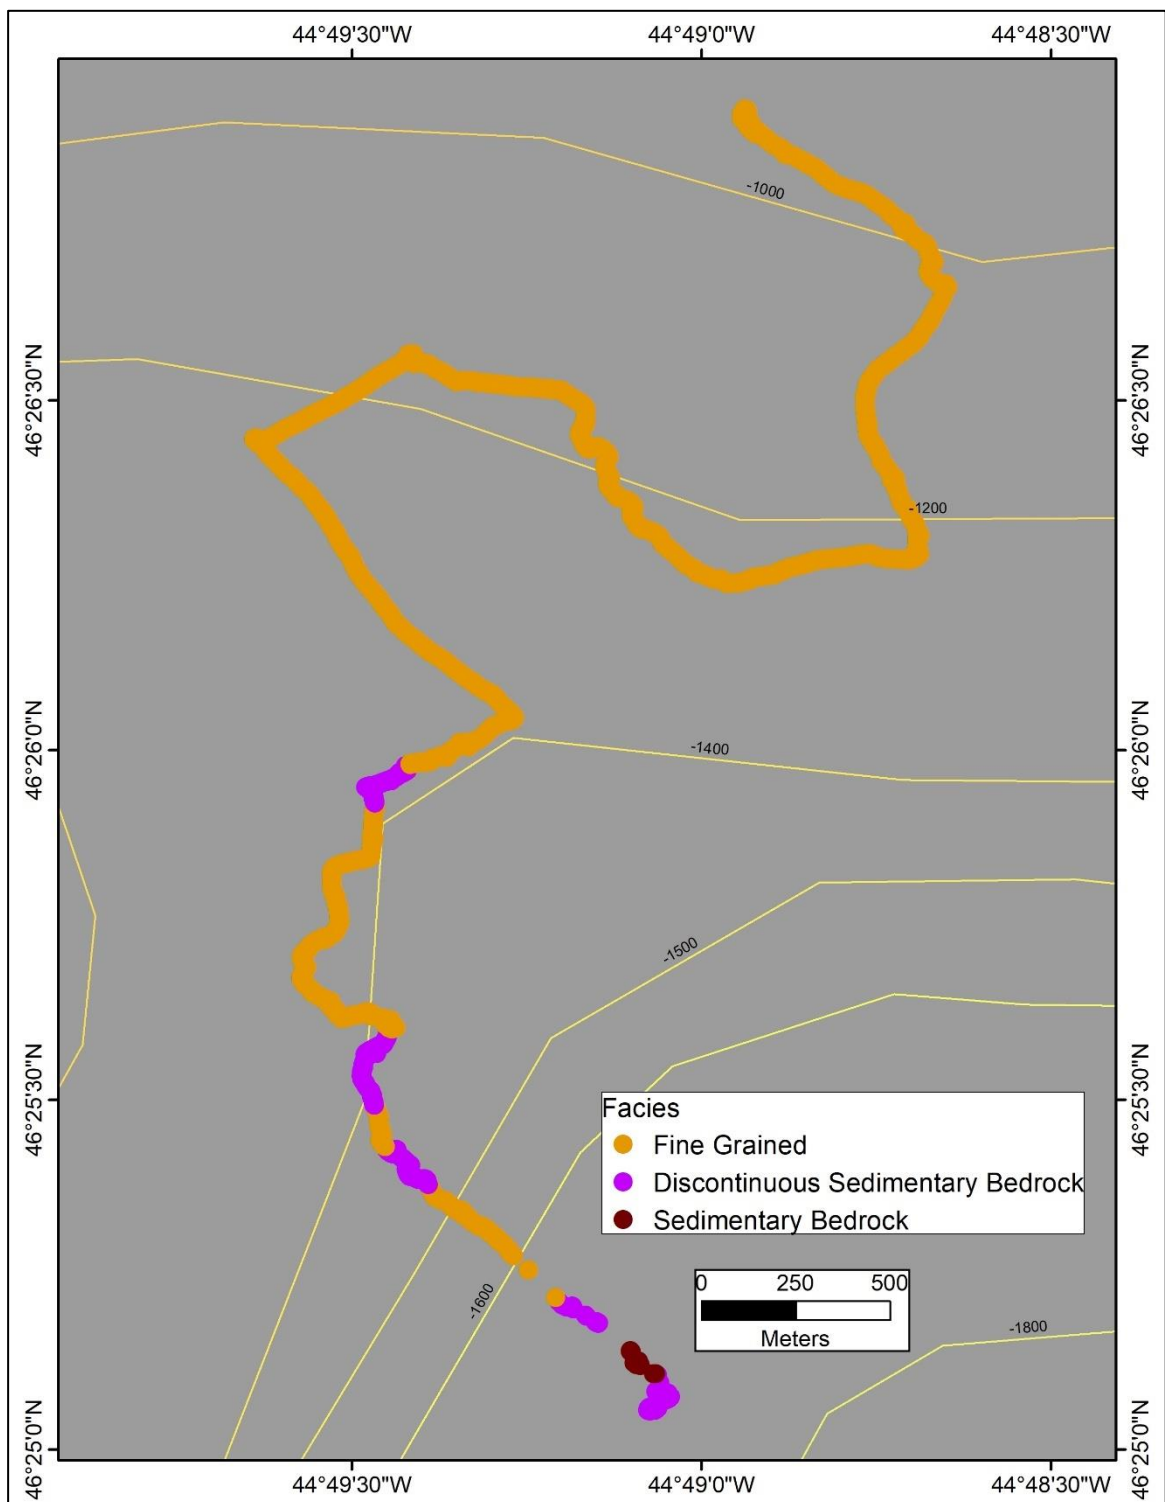 44°49'30"W 44°49'0"W 44°48'30"W
-1000
46°26'30"N 46°26'30"N
-1200
46°26'0"N 46°26'0"N
-1400
-1500
46°25'30"N 46°25'30"N
Facies
Fine Grained
Discontinuous Sedimentary Bedrock
Sedimentary Bedrock
0 250 500
Meters
-1600
-1800
46°25'0"N 46°25'0"N
44°49'30"W 44°49'0"W 44°48'30"W